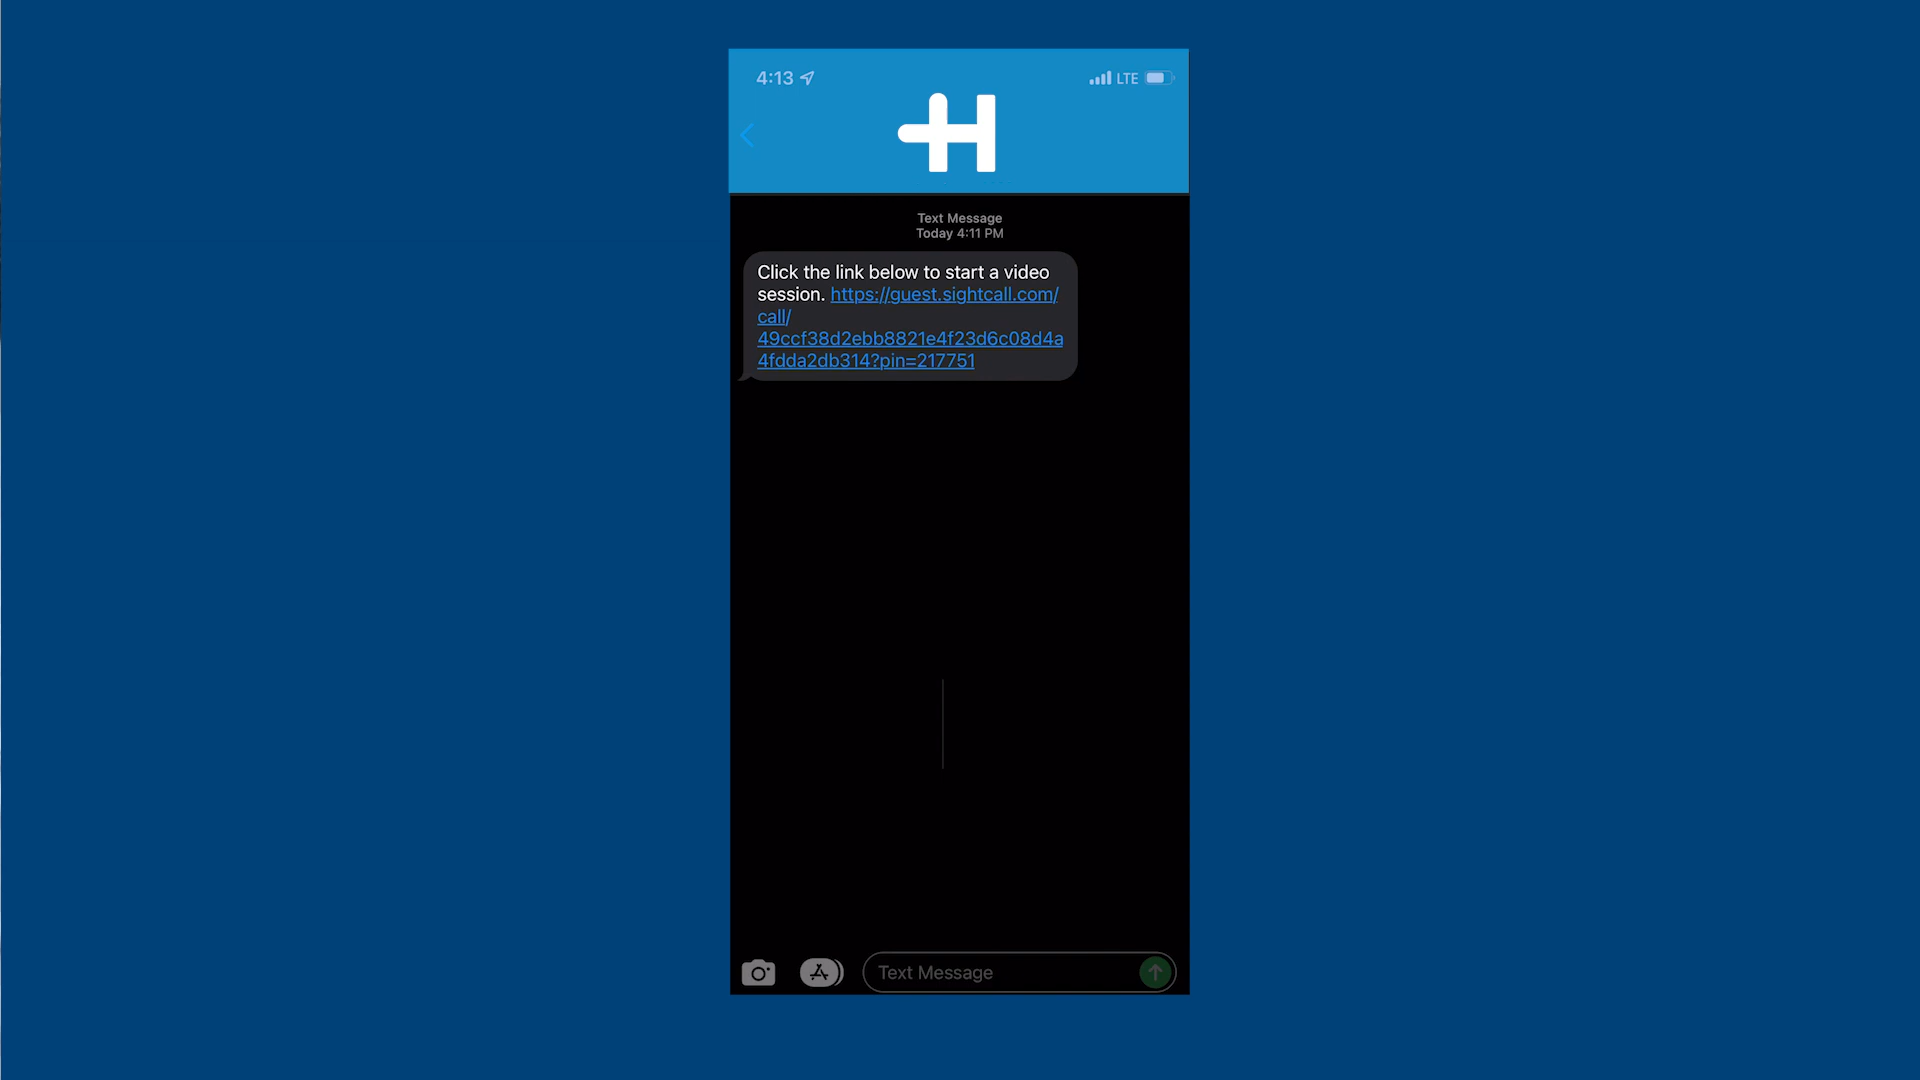 4:13
LTE
H
Text Message
Today 4:11 PM
Click the link below to start a video
session. https://guest.sightcall.com/
call/
49ccf38d2ebb8821e4f23d6c08d4a
4fdda2db314?pin=217751
Text Message